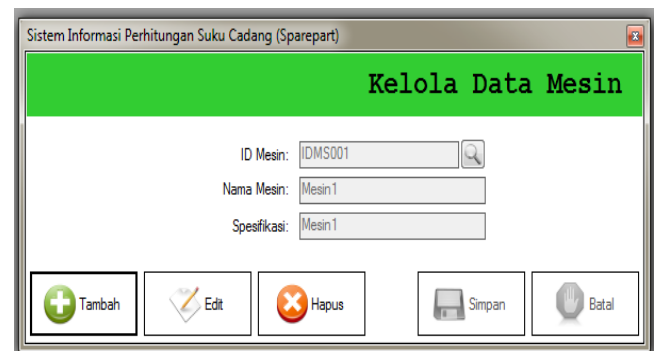 Sistem Informasi Perhitungan Suku Cadang (Sparepart)
Kelola Data Mesin
ID Mesin: IDMS001
Nama Mesin: Mesin1
Spesifikasi: Mesin1
Tambah Edit Hapus Simpan Batal